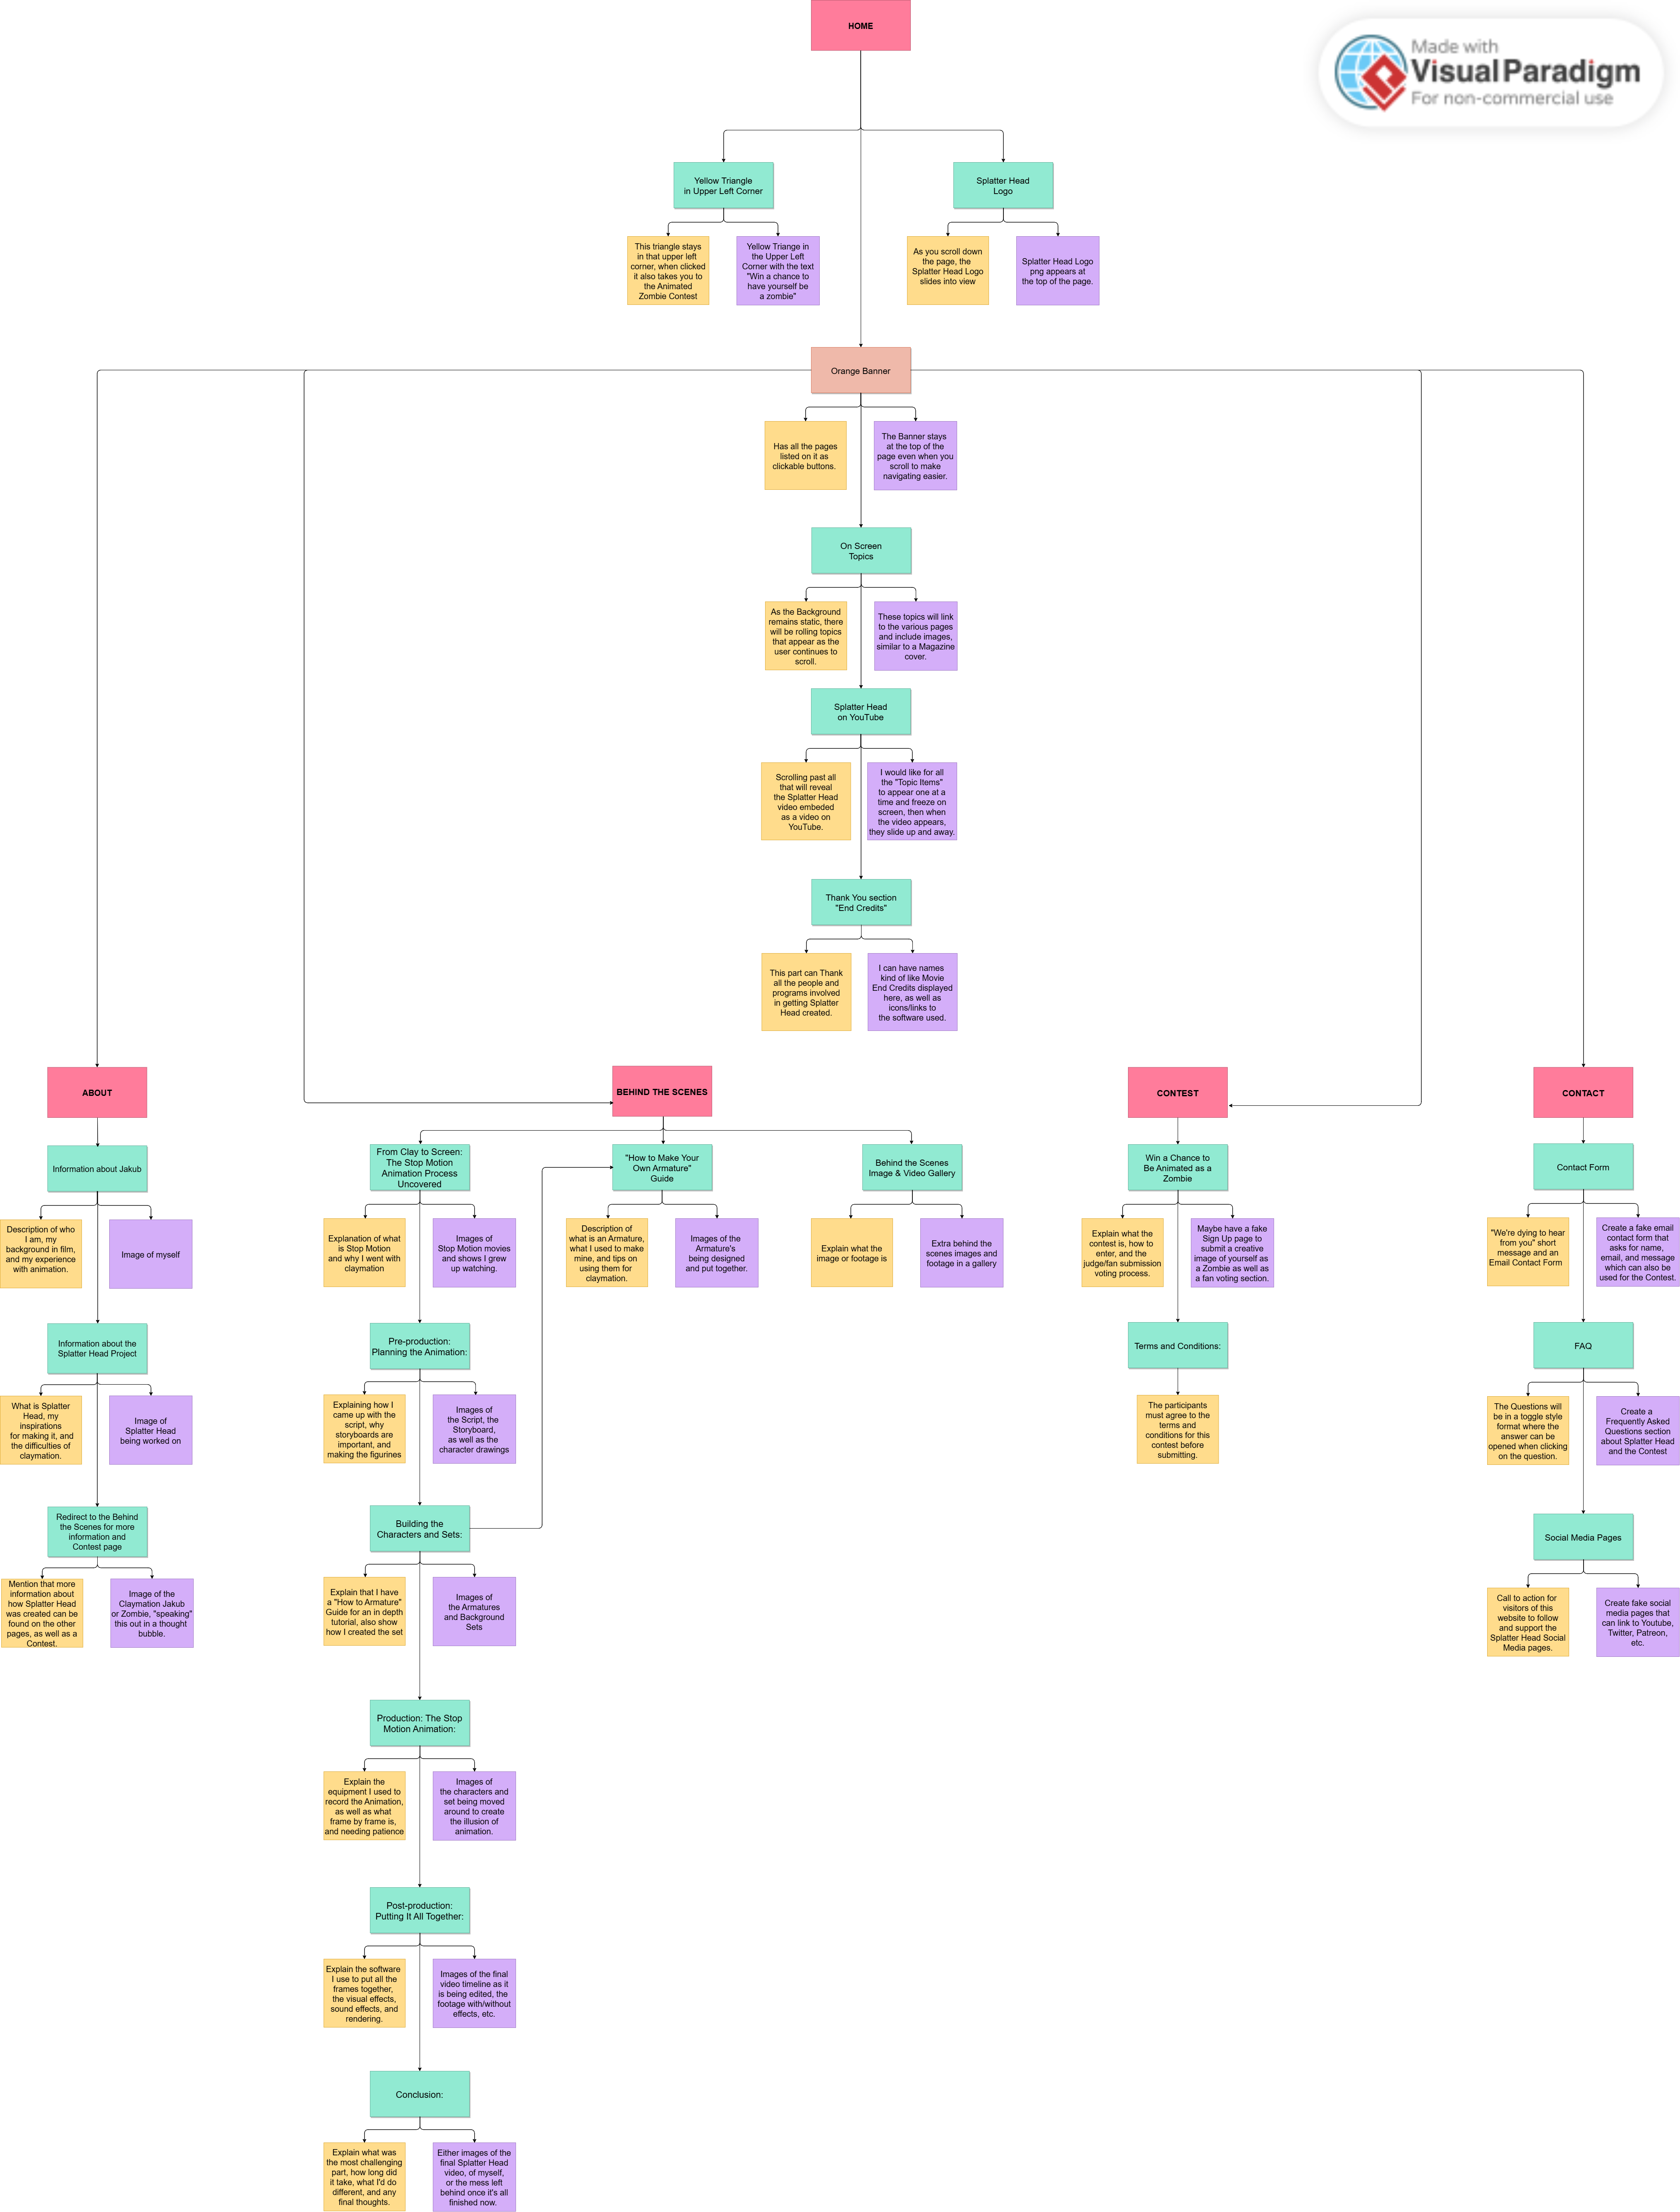 HOME
Made with
Visual Paradigm
For non-commercial use
Yellow Triangle
in Upper Left Corner
Splatter Head
Logo
This triangle stays
in that upper left
corner, when clicked
it also takes you to
the Animated
Zombie Contest
Yellow Triange in
the Upper Left
Corner with the text
"Win a chance to
have yourself be
a zombie"
As you scroll down
the page, the
Splatter Head Logo
slides into view
Splatter Head Logo
png appears at
the top of the page.
Orange Banner
Has all the pages
listed on it as
clickable buttons.
The Banner stays
at the top of the
page even when you
scroll to make
navigating easier.
On Screen
Topics
As the Background
remains static, there
will be rolling topics
that appear as the
user continues to
scroll.
These topics will link
to the various pages
and include images,
similar to a Magazine
cover.
Splatter Head
on YouTube
Scrolling past all
that will reveal
the Splatter Head
video embeded
as a video on
YouTube.
I would like for all
the "Topic Items"
to appear one at a
time and freeze on
screen, then when
the video appears,
they slide up and away.
Thank You section
"End Credits"
This part can Thank
all the people and
programs involved
in getting Splatter
Head created.
I can have names
kind of like Movie
End Credits displayed
here, as well as
icons/links to
the software used.
ABOUT
Information about Jakub
Description of who
I am, my
background in film,
and my experience
with animation.
Image of myself
Information about the
Splatter Head Project
What is Splatter
Head, my
inspirations
for making it, and
the difficulties of
claymation.
Image of
Splatter Head
being worked on
Redirect to the Behind
the Scenes for more
information and
Contest page
Mention that more
information about
how Splatter Head
was created can be
found on the other
pages, as well as a
Contest.
Image of the
Claymation Jakub
or Zombie, "speaking"
this out in a thought
bubble.
BEHIND THE SCENES
From Clay to Screen:
The Stop Motion
Animation Process
Uncovered
Explanation of what
is Stop Motion
and why I went with
claymation
Images of
Stop Motion movies
and shows I grew
up watching.
Pre-production:
Planning the Animation:
Explaining how I
came up with the
script, why
storyboards are
important, and
making the figurines
Images of
the Script, the
Storyboard,
as well as the
character drawings
Building the
Characters and Sets:
Explain that I have
a "How to Armature"
Guide for an in depth
tutorial, also show
how I created the set
Images of
the Armatures
and Background
Sets
Production: The Stop
Motion Animation:
Explain the
equipment I used to
record the Animation,
as well as what
frame by frame is,
and needing patience
Images of
the characters and
set being moved
around to create
the illusion of
animation.
Post-production:
Putting It All Together:
Explain the software
I use to put all the
frames together,
the visual effects,
sound effects, and
rendering.
Images of the final
video timeline as it
is being edited, the
footage with/without
effects, etc.
Conclusion:
Explain what was
the most challenging
part, how long did
it take, what I'd do
different, and any
final thoughts.
Either images of the
final Splatter Head
video, of myself,
or the mess left
behind once it's all
finished now.
"How to Make Your
Own Armature"
Guide
Description of
what is an Armature,
what I used to make
mine, and tips on
using them for
claymation.
Images of the
Armature's
being designed
and put together.
Behind the Scenes
Image & Video Gallery
Explain what the
image or footage is
Extra behind the
scenes images and
footage in a gallery
CONTEST
Win a Chance to
Be Animated as a
Zombie
Explain what the
contest is, how to
enter, and the
judge/fan submission
voting process.
Maybe have a fake
Sign Up page to
submit a creative
image of yourself as
a Zombie as well as
a fan voting section.
Terms and Conditions:
The participants
must agree to the
terms and
conditions for this
contest before
submitting.
CONTACT
Contact Form
"We're dying to hear
from you" short
message and an
Email Contact Form
Create a fake email
contact form that
asks for name,
email, and message
which can also be
used for the Contest.
FAQ
The Questions will
be in a toggle style
format where the
answer can be
opened when clicking
on the question.
Create a
Frequently Asked
Questions section
about Splatter Head
and the Contest
Social Media Pages
Call to action for
visitors of this
website to follow
and support the
Splatter Head Social
Media pages.
Create fake social
media pages that
can link to Youtube,
Twitter, Patreon,
etc.